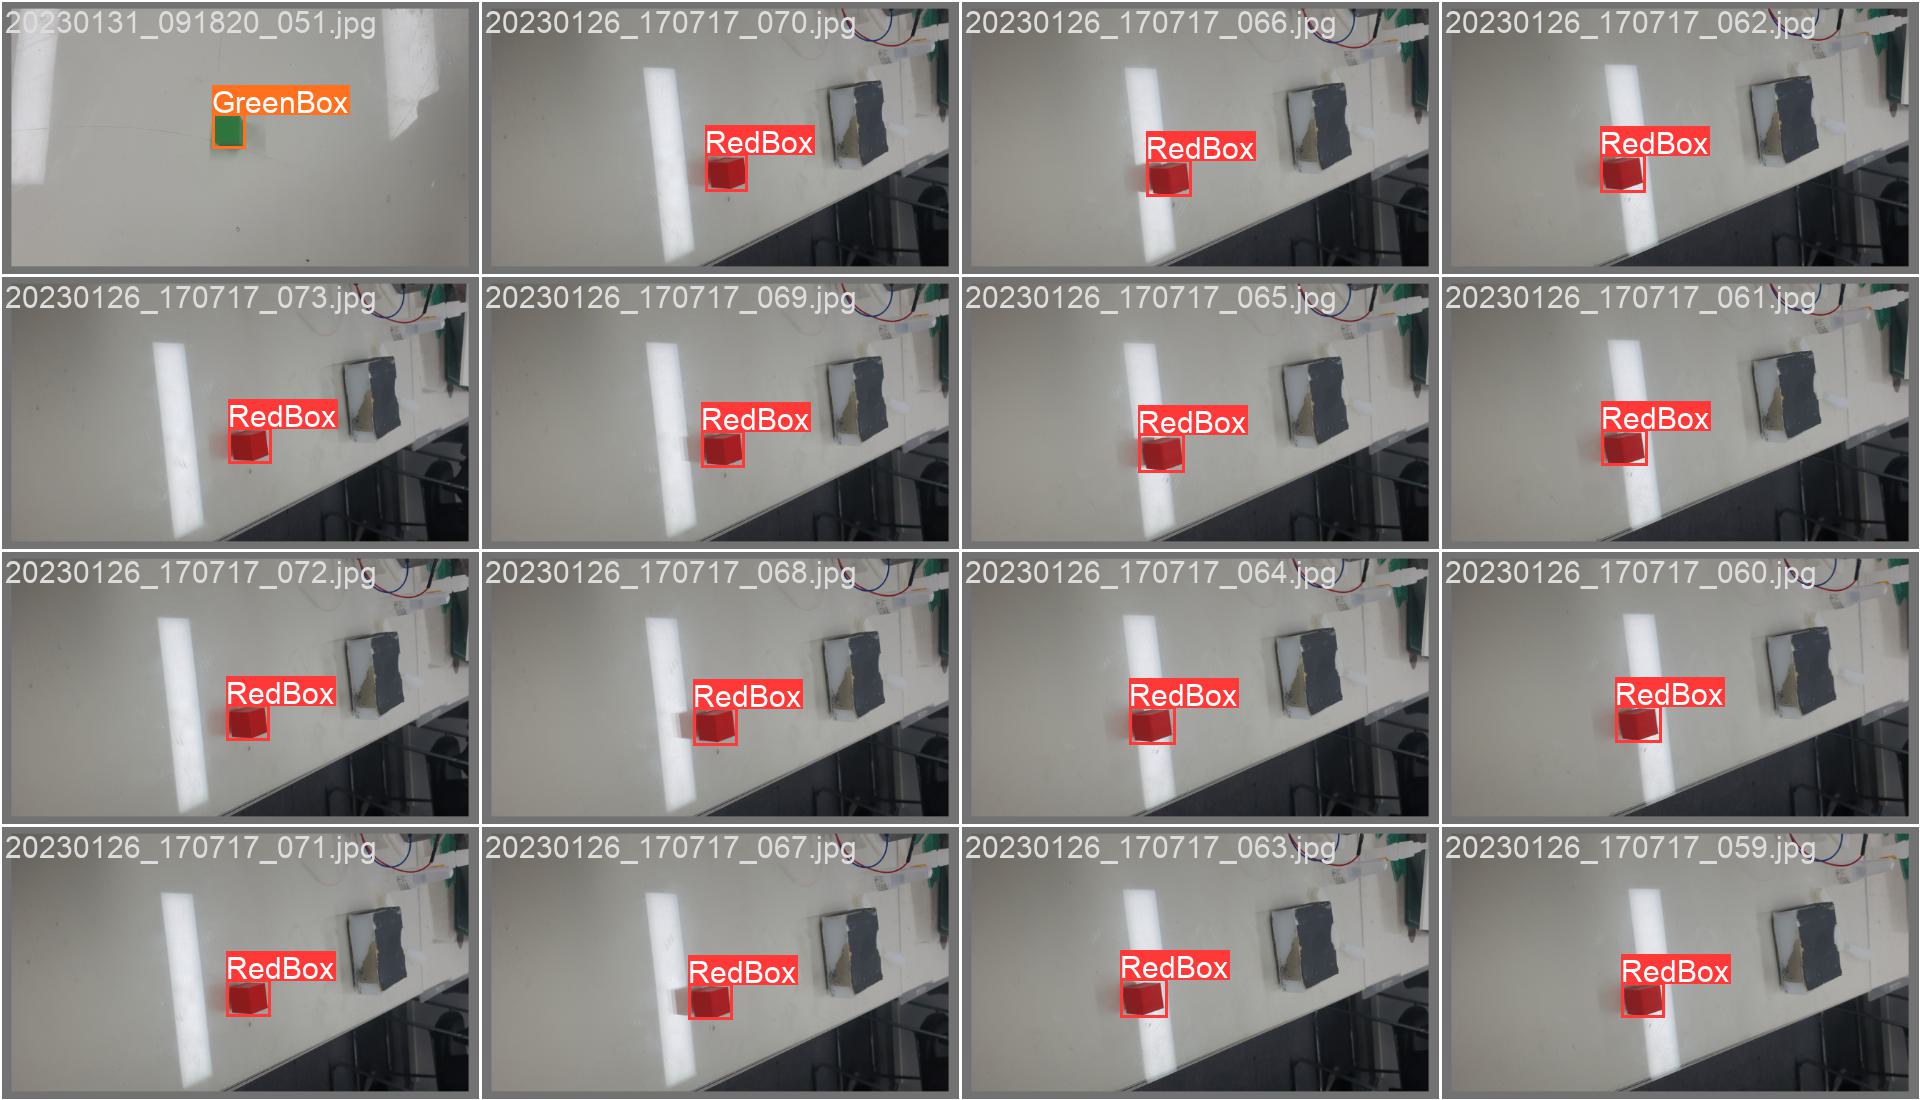 20230131_091820_051.jpg
GreenBox
20230126_170717_070.jpg
RedBox
20230126_170717_066.jpg
RedBox
20230126_170717_062.jpg
RedBox
20230126_170717_073.jpg
RedBox
20230126_170717_069.jpg
RedBox
20230126_170717_065.jpg
RedBox
20230126_170717_061.jpg
RedBox
20230126_170717_072.jpg
RedBox
20230126_170717_068.jpg
RedBox
20230126_170717_064.jpg
RedBox
20230126_170717_060.jpg
RedBox
20230126_170717_071.jpg
RedBox
20230126_170717_067.jpg
RedBox
20230126_170717_063.jpg
RedBox
20230126_170717_059.jpg
RedBox